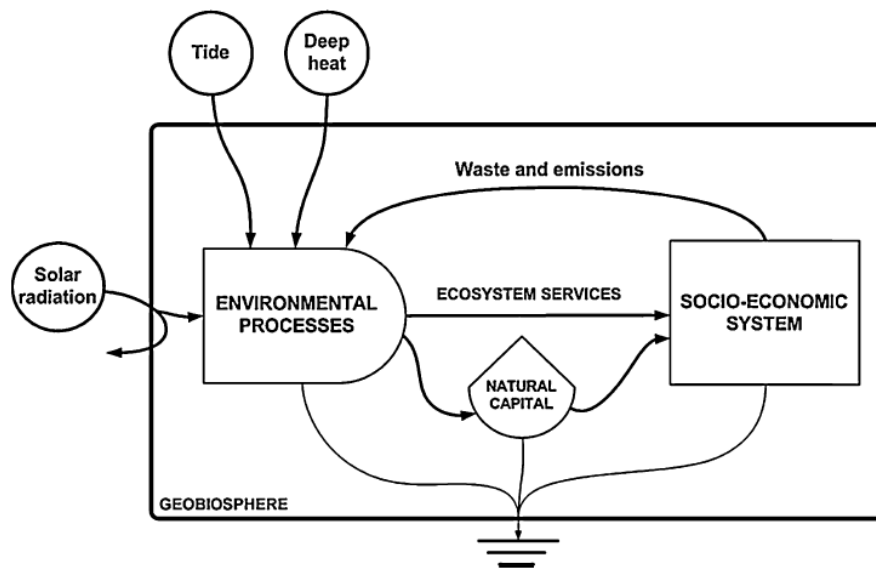 Tide
Deep
heat
Waste and emissions
Solar
radiation
ENVIRONMENTAL
PROCESSES
ECOSYSTEM SERVICES
SOCIO-ECONOMIC
SYSTEM
NATURAL
CAPITAL
GEOBIOSPHERE